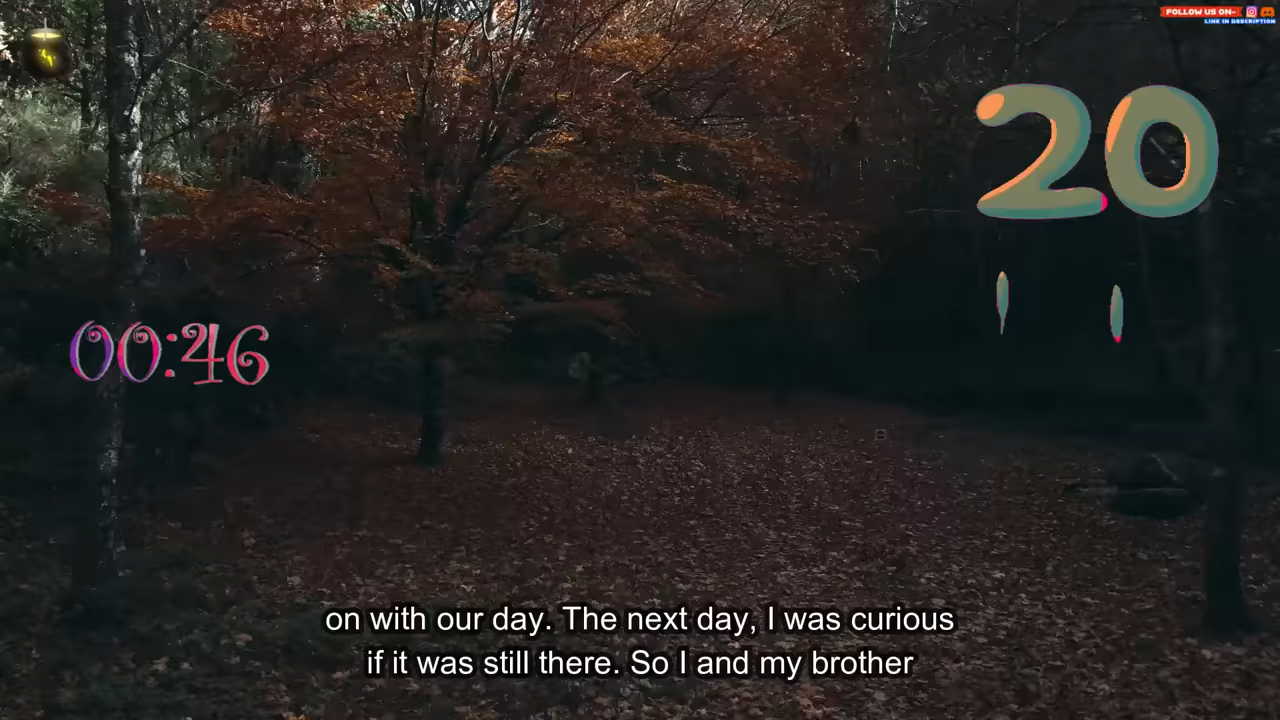 FOLLOW US ON-
LINK IN DESCRIPTION
20
00:46
on with our day. The next day, I was curious
if it was still there. So I and my brother